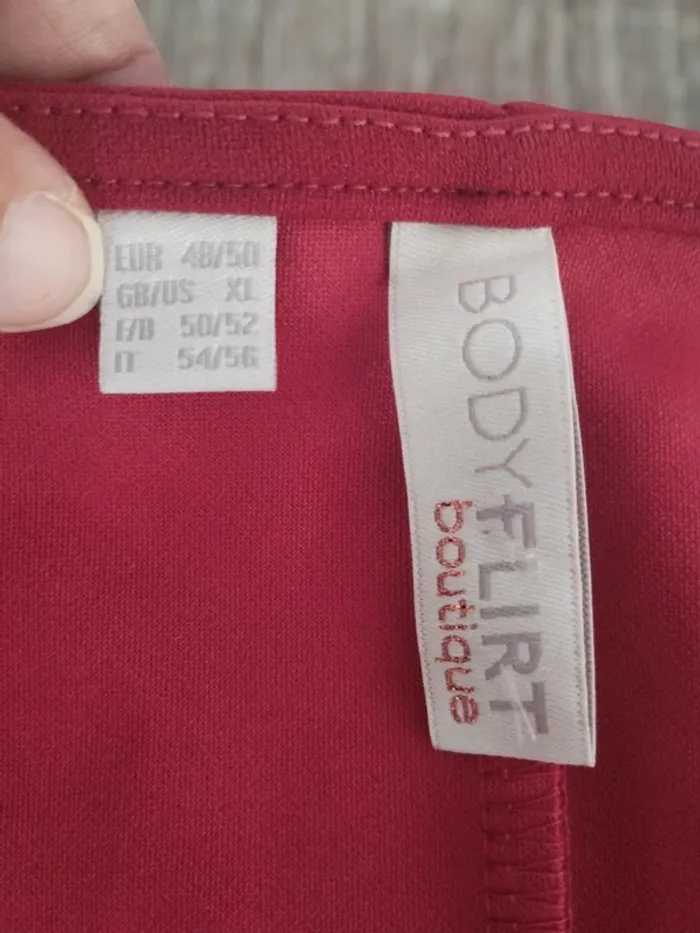 EUR 48/50
GB/US XL
F/B 50/52
IT 54/56
BODYFLIRT
boutique